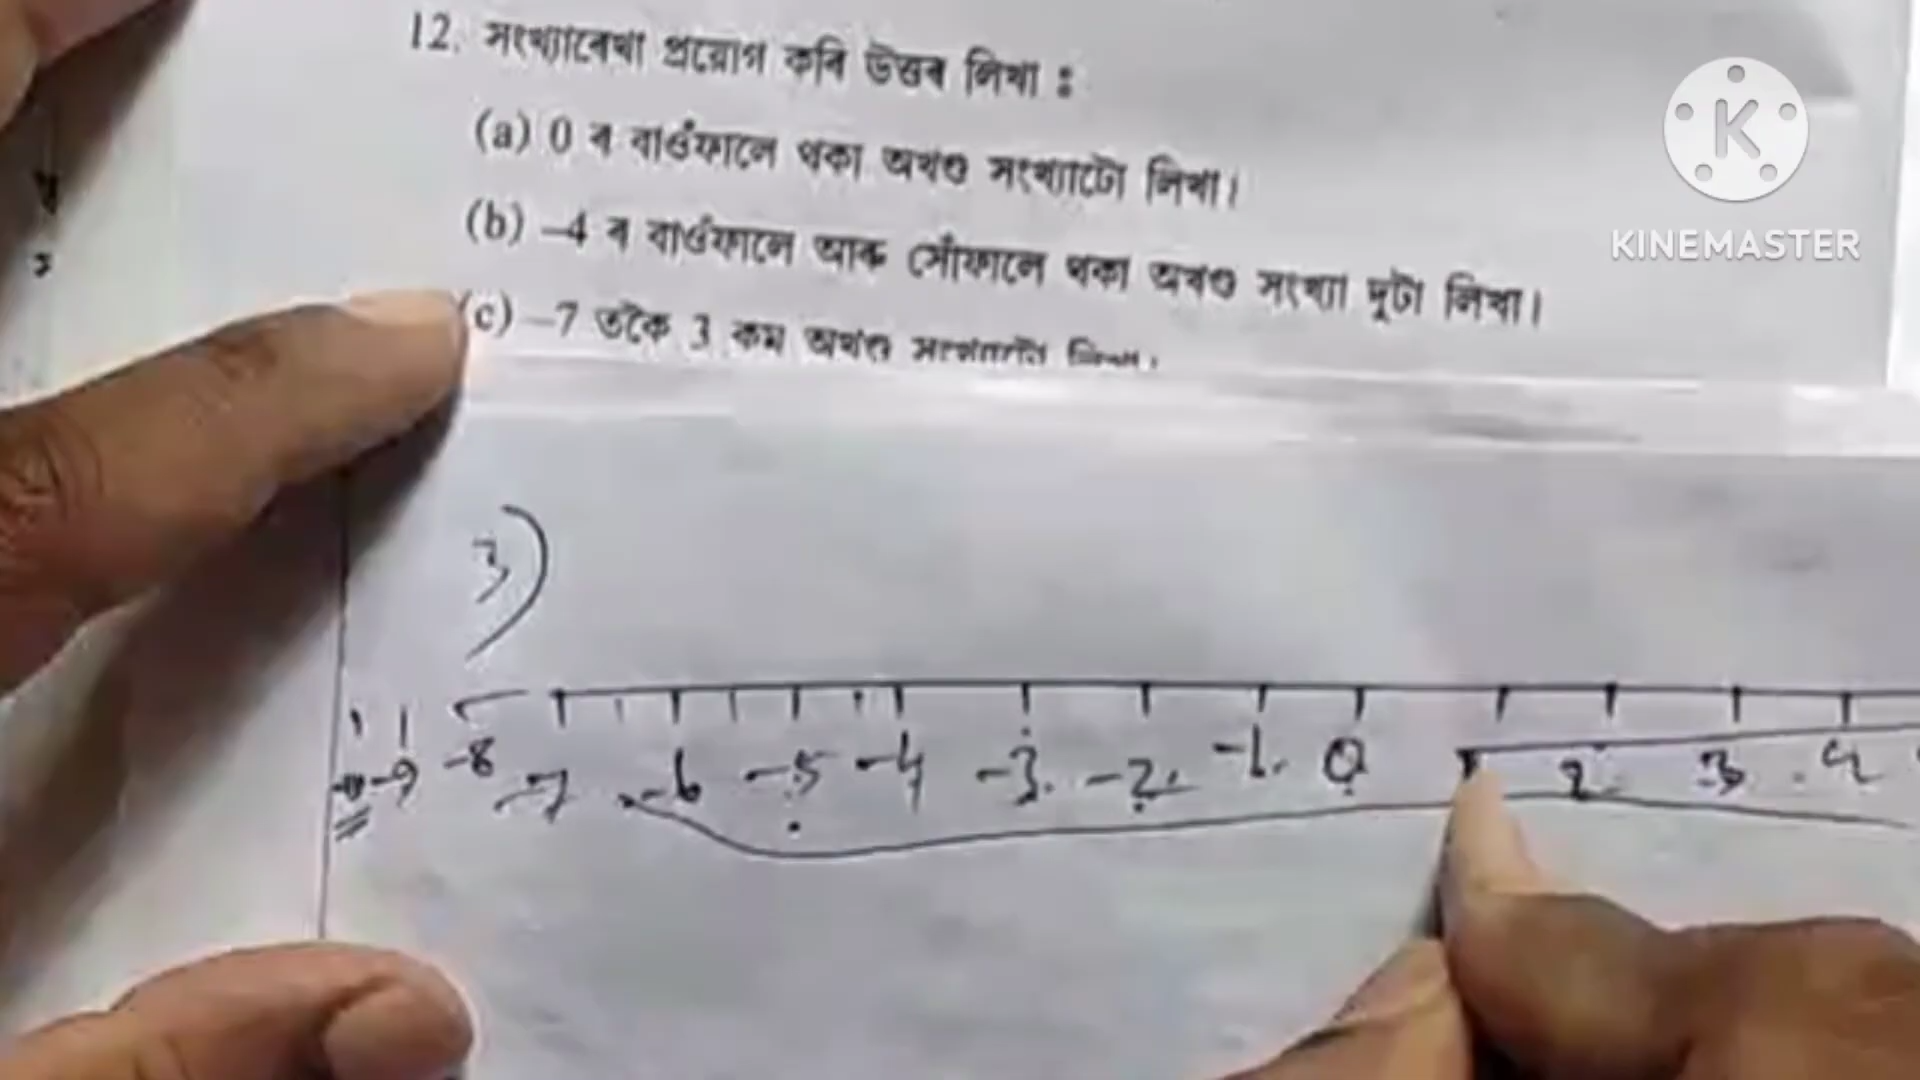 12. সংখ্যাৰেখা প্ৰয়োগ কৰি উত্তৰ লিখা :
(a) 0 ৰ বাওঁফালে থকা অখণ্ড সংখ্যাটো লিখা।
(b) –4 ৰ বাওঁফালে আৰু সোঁফালে থকা অখণ্ড সংখ্যা দুটা লিখা।
(c) –7 তকৈ 3 কম অখণ্ড সংখ্যাটো লিখা।
K
KINEMASTER
3)
-9 -8 -7 -6 -5 -4 -3 -2 -1 0 2 3 4